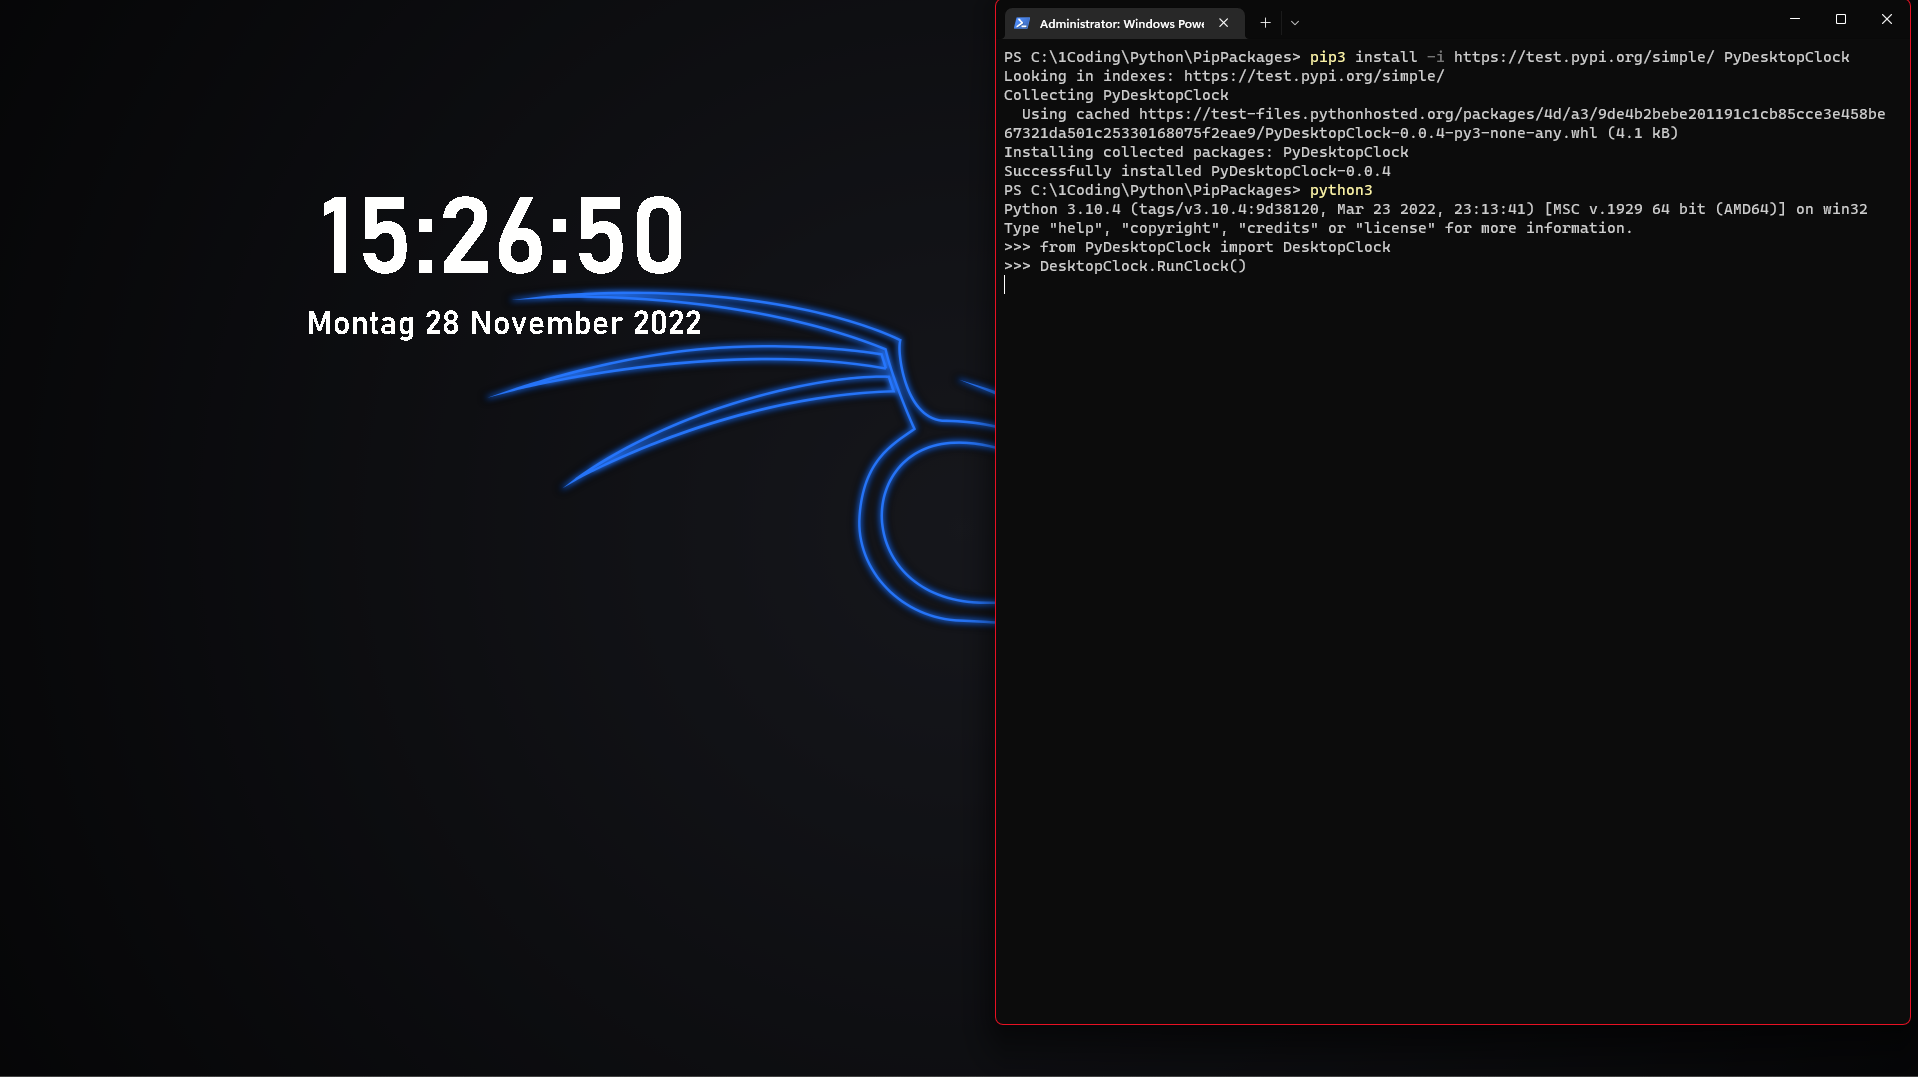 15:26:50
Montag 28 November 2022
Administrator: Windows Powe
PS C:\1Coding\Python\PipPackages> pip3 install -i https://test.pypi.org/simple/ PyDesktopClock
Looking in indexes: https://test.pypi.org/simple/
Collecting PyDesktopClock
  Using cached https://test-files.pythonhosted.org/packages/4d/a3/9de4b2bebe201191c1cb85cce3e458be
67321da501c25330168075f2eae9/PyDesktopClock-0.0.4-py3-none-any.whl (4.1 kB)
Installing collected packages: PyDesktopClock
Successfully installed PyDesktopClock-0.0.4
PS C:\1Coding\Python\PipPackages> python3
Python 3.10.4 (tags/v3.10.4:9d38120, Mar 23 2022, 23:13:41) [MSC v.1929 64 bit (AMD64)] on win32
Type "help", "copyright", "credits" or "license" for more information.
>>> from PyDesktopClock import DesktopClock
>>> DesktopClock.RunClock()